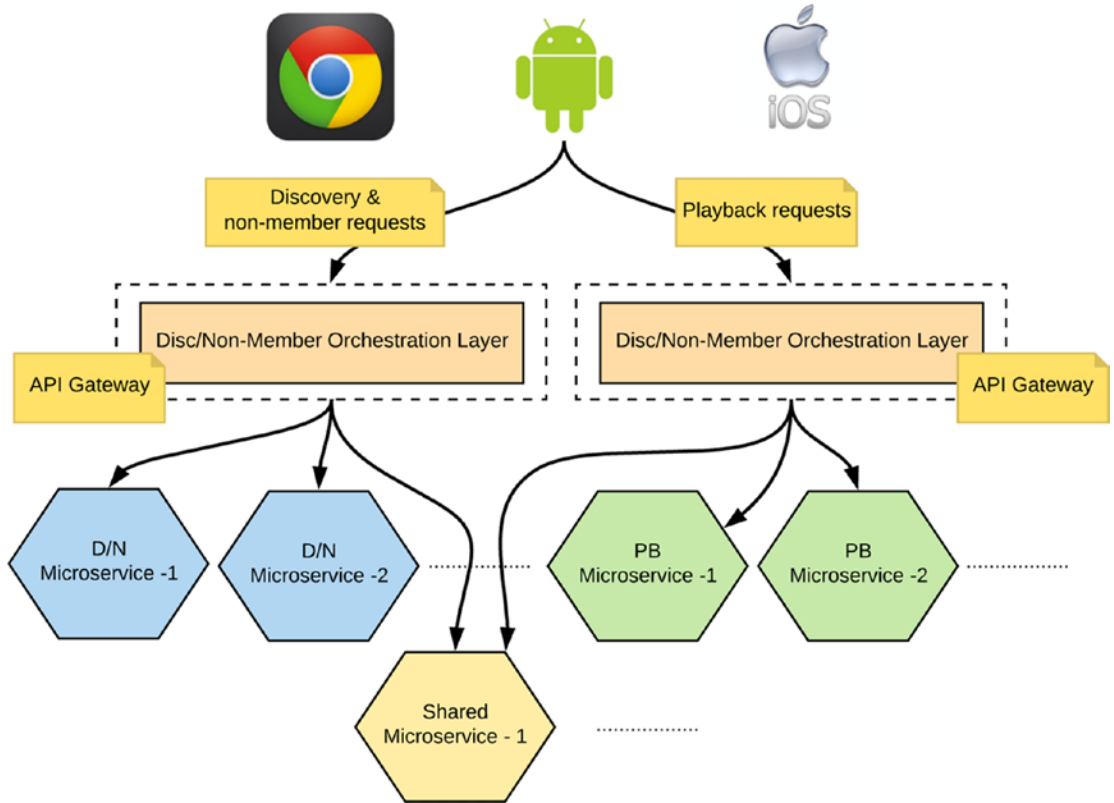 iOS
Discovery &
non-member requests
Playback requests
Disc/Non-Member Orchestration Layer
Disc/Non-Member Orchestration Layer
API Gateway
API Gateway
D/N
Microservice -1
D/N
Microservice -2
PB
Microservice -1
PB
Microservice -2
Shared
Microservice - 1